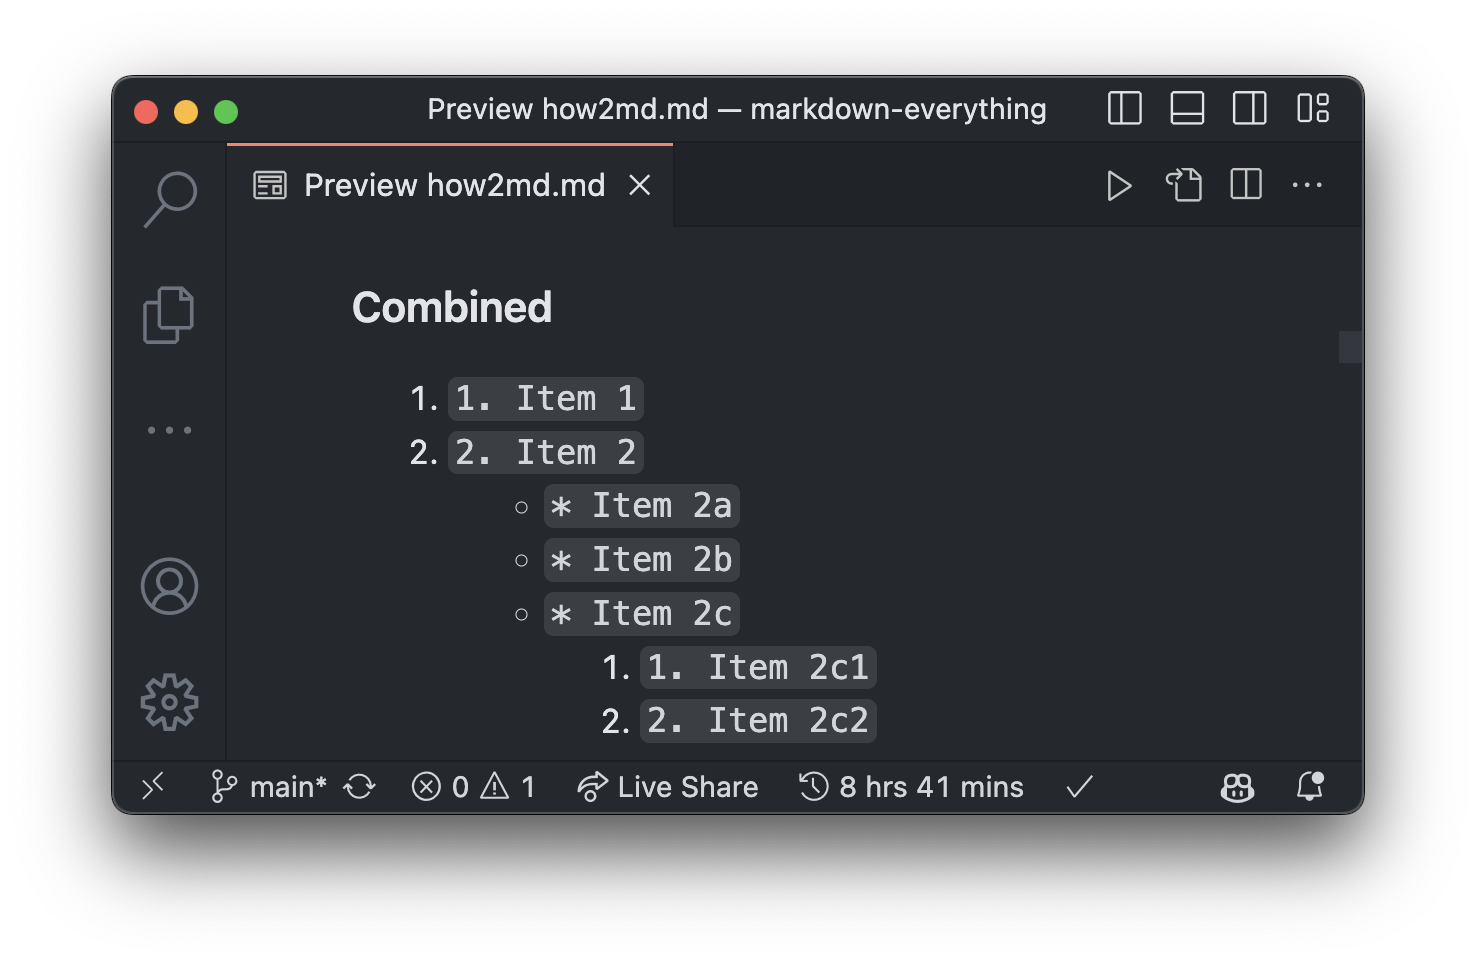 Preview how2md.md — markdown-everything
Preview how2md.md
Combined
1. 1. Item 1
2. 2. Item 2
* Item 2a
* Item 2b
* Item 2c
1. 1. Item 2c1
2. 2. Item 2c2
main* 0 1 Live Share 8 hrs 41 mins